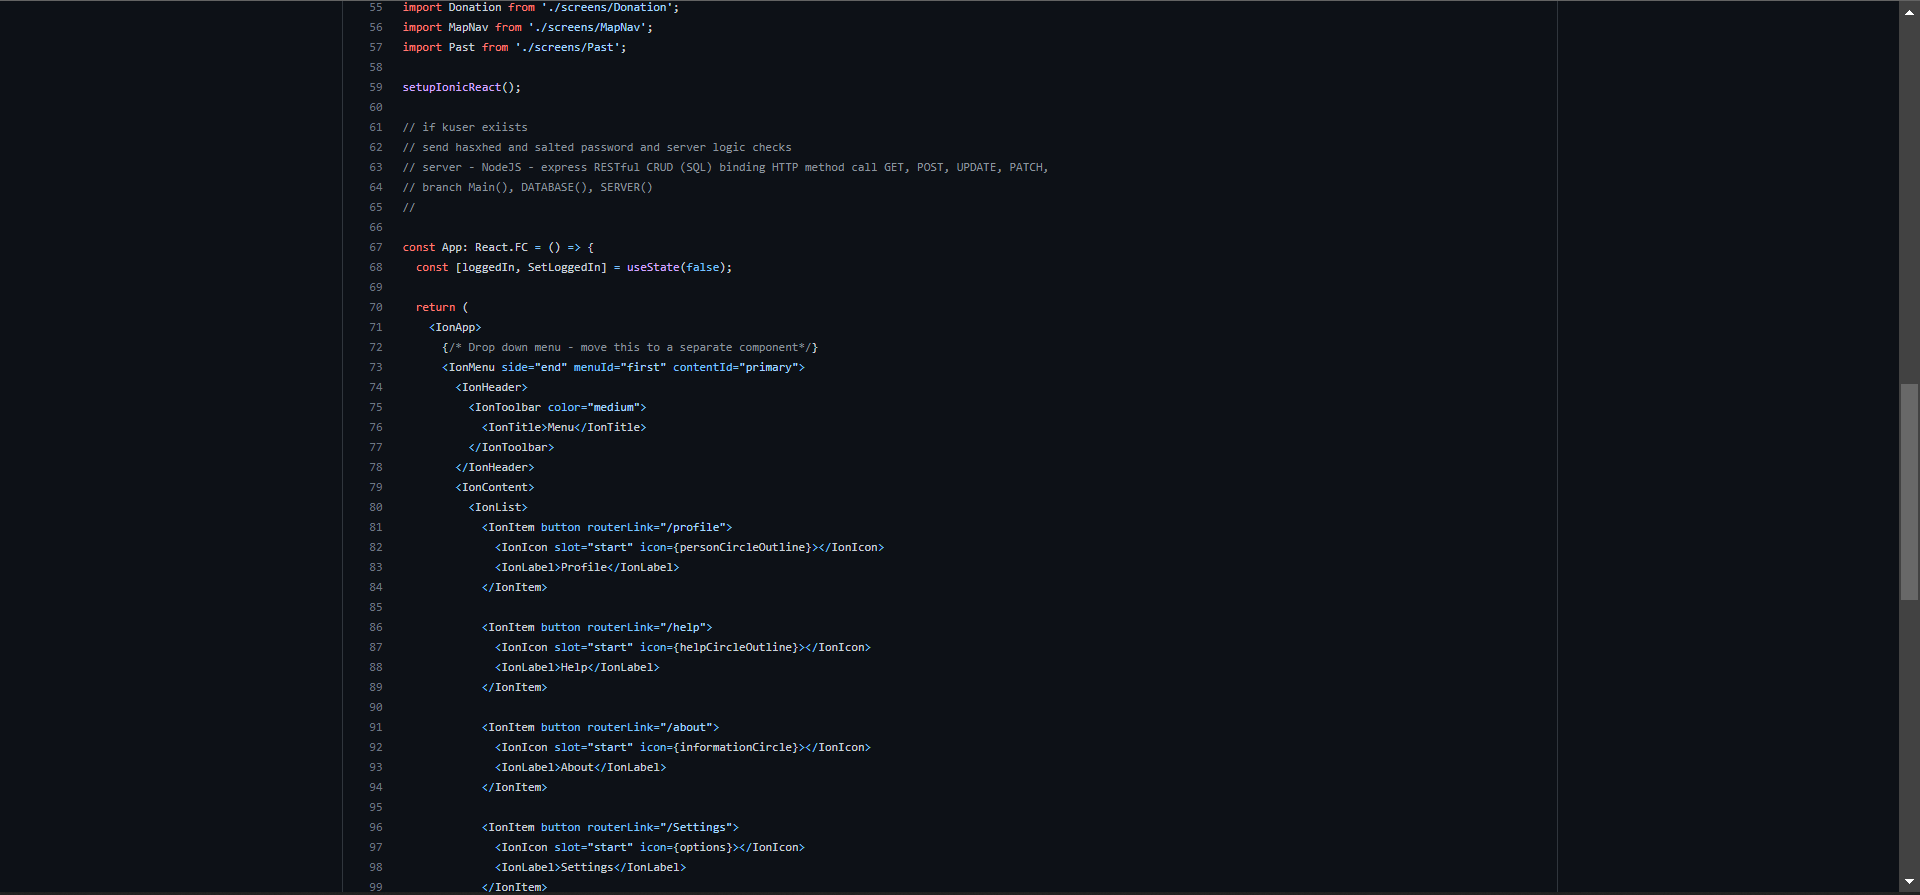 55 import Donation from './screens/Donation';
56 import MapNav from './screens/MapNav';
57 import Past from './screens/Past';
58
59 setupIonicReact();
60
61 // if kuser exiists
62 // send hasxhed and salted password and server logic checks
63 // server - NodeJS - express RESTful CRUD (SQL) binding HTTP method call GET, POST, UPDATE, PATCH,
64 // branch Main(), DATABASE(), SERVER()
65 //
66
67 const App: React.FC = () => {
68   const [loggedIn, SetLoggedIn] = useState(false);
69
70   return (
71     <IonApp>
72       {/* Drop down menu - move this to a separate component*/}
73       <IonMenu side="end" menuId="first" contentId="primary">
74         <IonHeader>
75           <IonToolbar color="medium">
76             <IonTitle>Menu</IonTitle>
77           </IonToolbar>
78         </IonHeader>
79         <IonContent>
80           <IonList>
81             <IonItem button routerLink="/profile">
82               <IonIcon slot="start" icon={personCircleOutline}></IonIcon>
83               <IonLabel>Profile</IonLabel>
84             </IonItem>
85
86             <IonItem button routerLink="/help">
87               <IonIcon slot="start" icon={helpCircleOutline}></IonIcon>
88               <IonLabel>Help</IonLabel>
89             </IonItem>
90
91             <IonItem button routerLink="/about">
92               <IonIcon slot="start" icon={informationCircle}></IonIcon>
93               <IonLabel>About</IonLabel>
94             </IonItem>
95
96             <IonItem button routerLink="/Settings">
97               <IonIcon slot="start" icon={options}></IonIcon>
98               <IonLabel>Settings</IonLabel>
99             </IonItem>